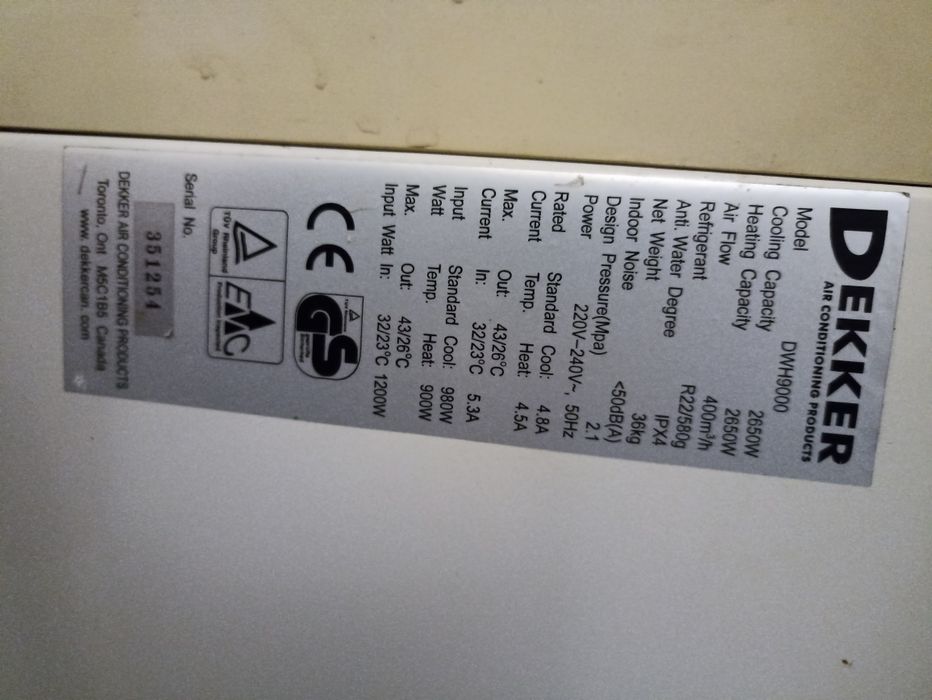 DEKKER
AIR CONDITIONING PRODUCTS
Model DWH9000
Cooling Capacity 2650W
Heating Capacity 2650W
Air Flow 400m³/h
Refrigerant R22/580g
Anti. Water Degree IPX4
Net Weight 36kg
Indoor Noise <50dB(A)
Design Pressure(Mpa) 2.1
Power 220V~240V~, 50Hz
Rated Standard Cool: 4.8A
Current Temp. Heat: 4.5A
Max. Out: 43/26°C
Current In: 32/23°C 5.3A
Input Standard Cool: 980W
Watt Temp. Heat: 900W
Max. Out: 43/26°C
Input Watt In: 32/23°C 1200W
CE GS
TÜV Rheinland Group
EMC
Serial No.
351254
DEKKER AIR CONDITIONING PRODUCTS
Toronto, Ont M5C1B5 Canada
www.dekkercan.com